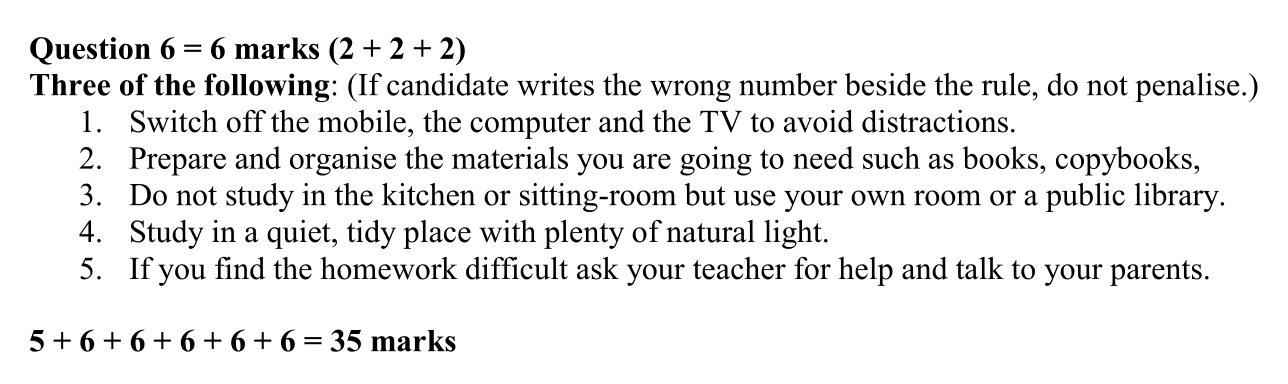 Question 6 = 6 marks (2 + 2 + 2)
Three of the following: (If candidate writes the wrong number beside the rule, do not penalise.)
1. Switch off the mobile, the computer and the TV to avoid distractions.
2. Prepare and organise the materials you are going to need such as books, copybooks,
3. Do not study in the kitchen or sitting-room but use your own room or a public library.
4. Study in a quiet, tidy place with plenty of natural light.
5. If you find the homework difficult ask your teacher for help and talk to your parents.
5 + 6 + 6 + 6 + 6 + 6 = 35 marks